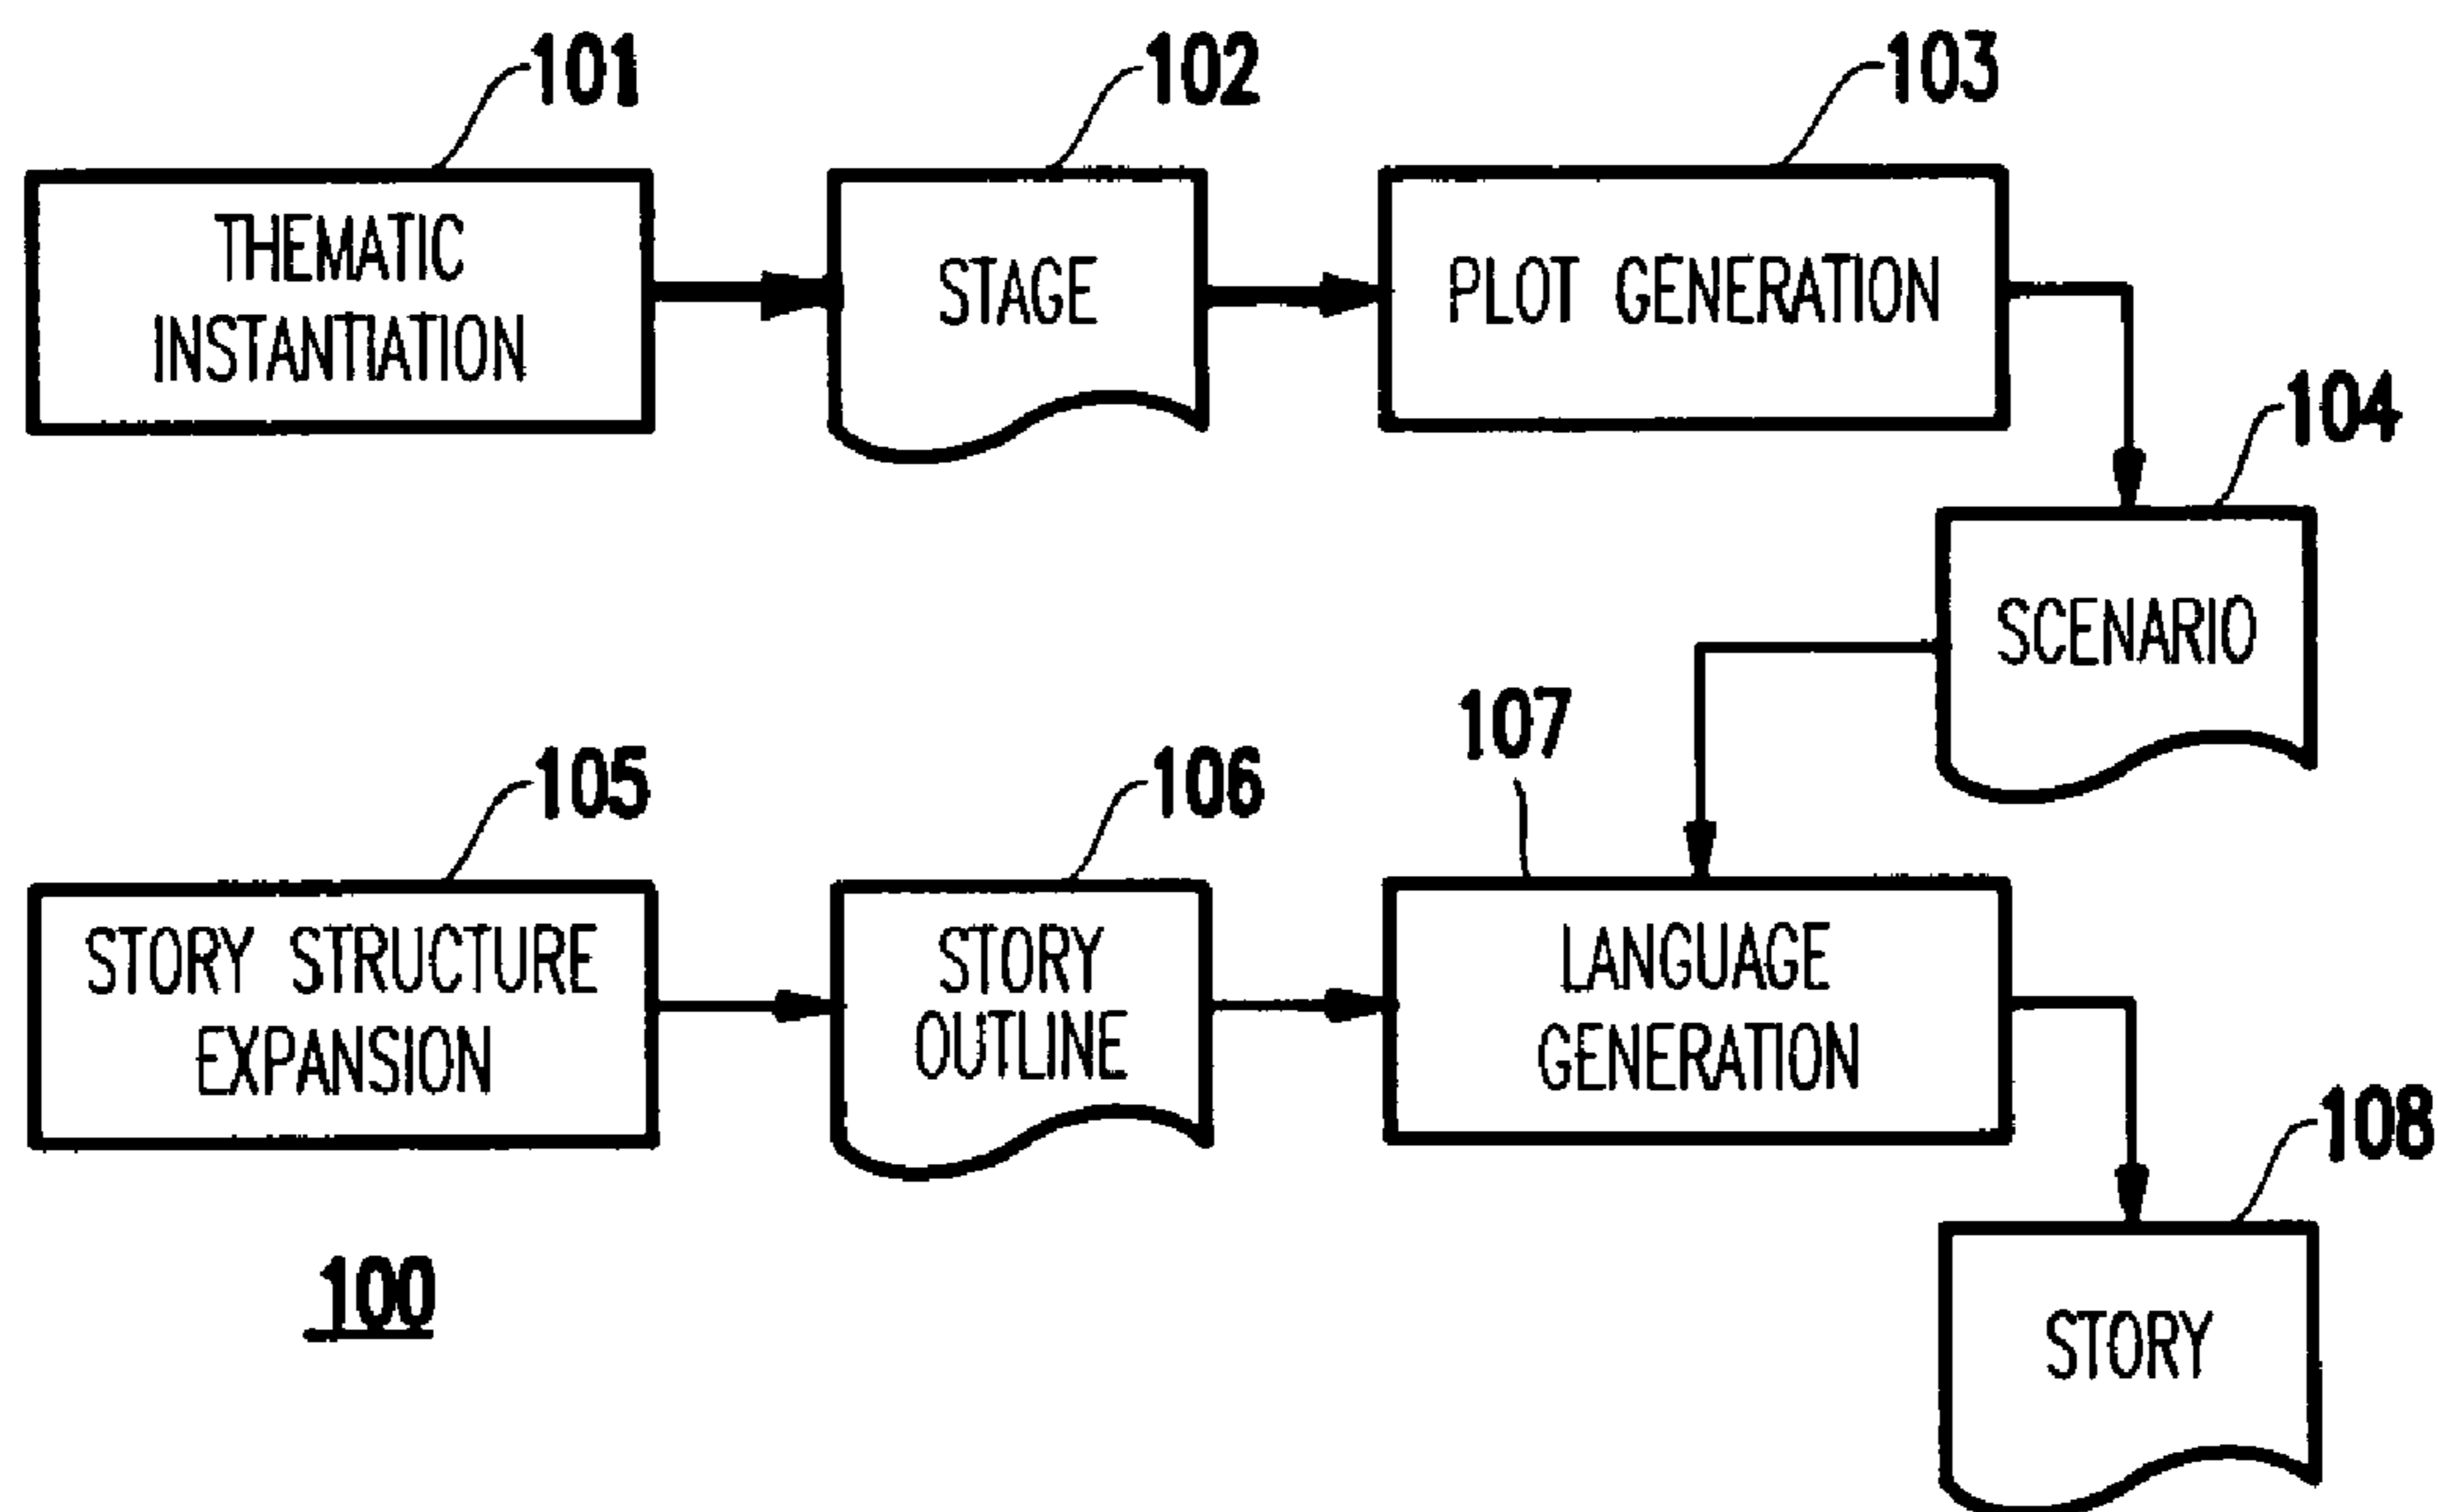 101
102
103
THEMATIC
INSTANTIATION
STAGE
PLOT GENERATION
104
SCENARIO
105
106
107
STORY STRUCTURE
EXPANSION
STORY
OUTLINE
LANGUAGE
GENERATION
108
100
STORY